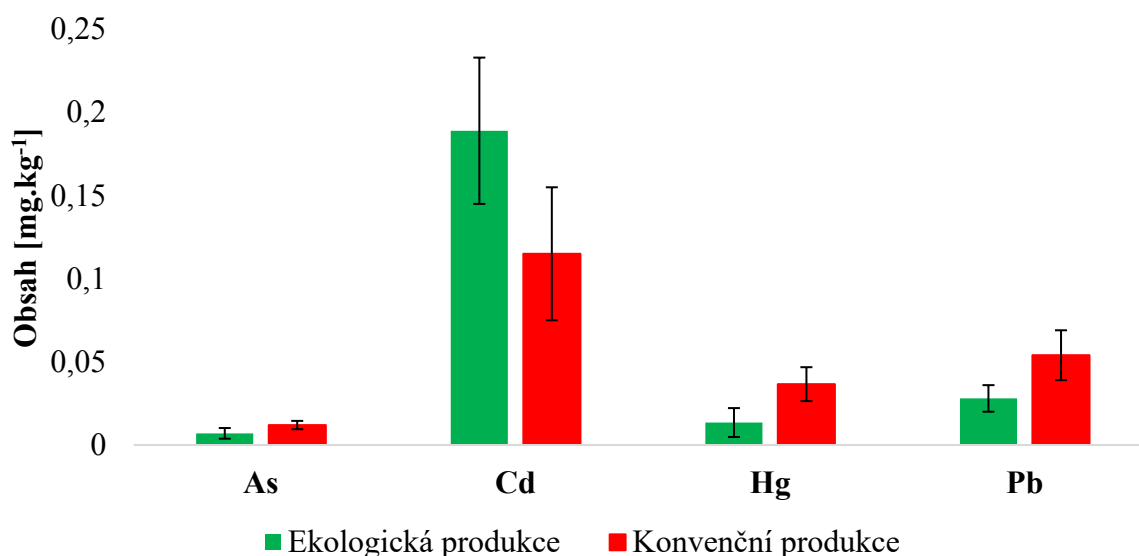 Obsah [mg.kg⁻¹]
0,25
0,2
0,15
0,1
0,05
0
As Cd Hg Pb
Ekologická produkce Konvenční produkce